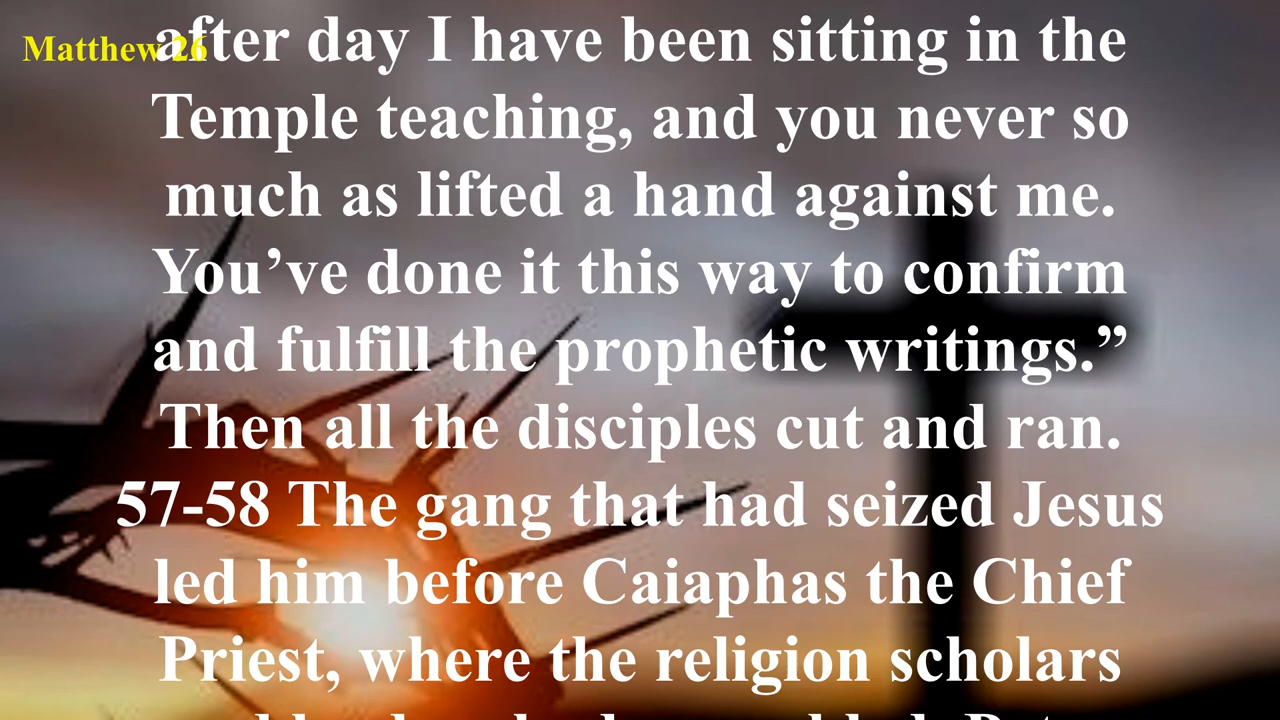 Matthew 26
after day I have been sitting in the
Temple teaching, and you never so
much as lifted a hand against me.
You’ve done it this way to confirm
and fulfill the prophetic writings.”
Then all the disciples cut and ran.
57-58 The gang that had seized Jesus
led him before Caiaphas the Chief
Priest, where the religion scholars